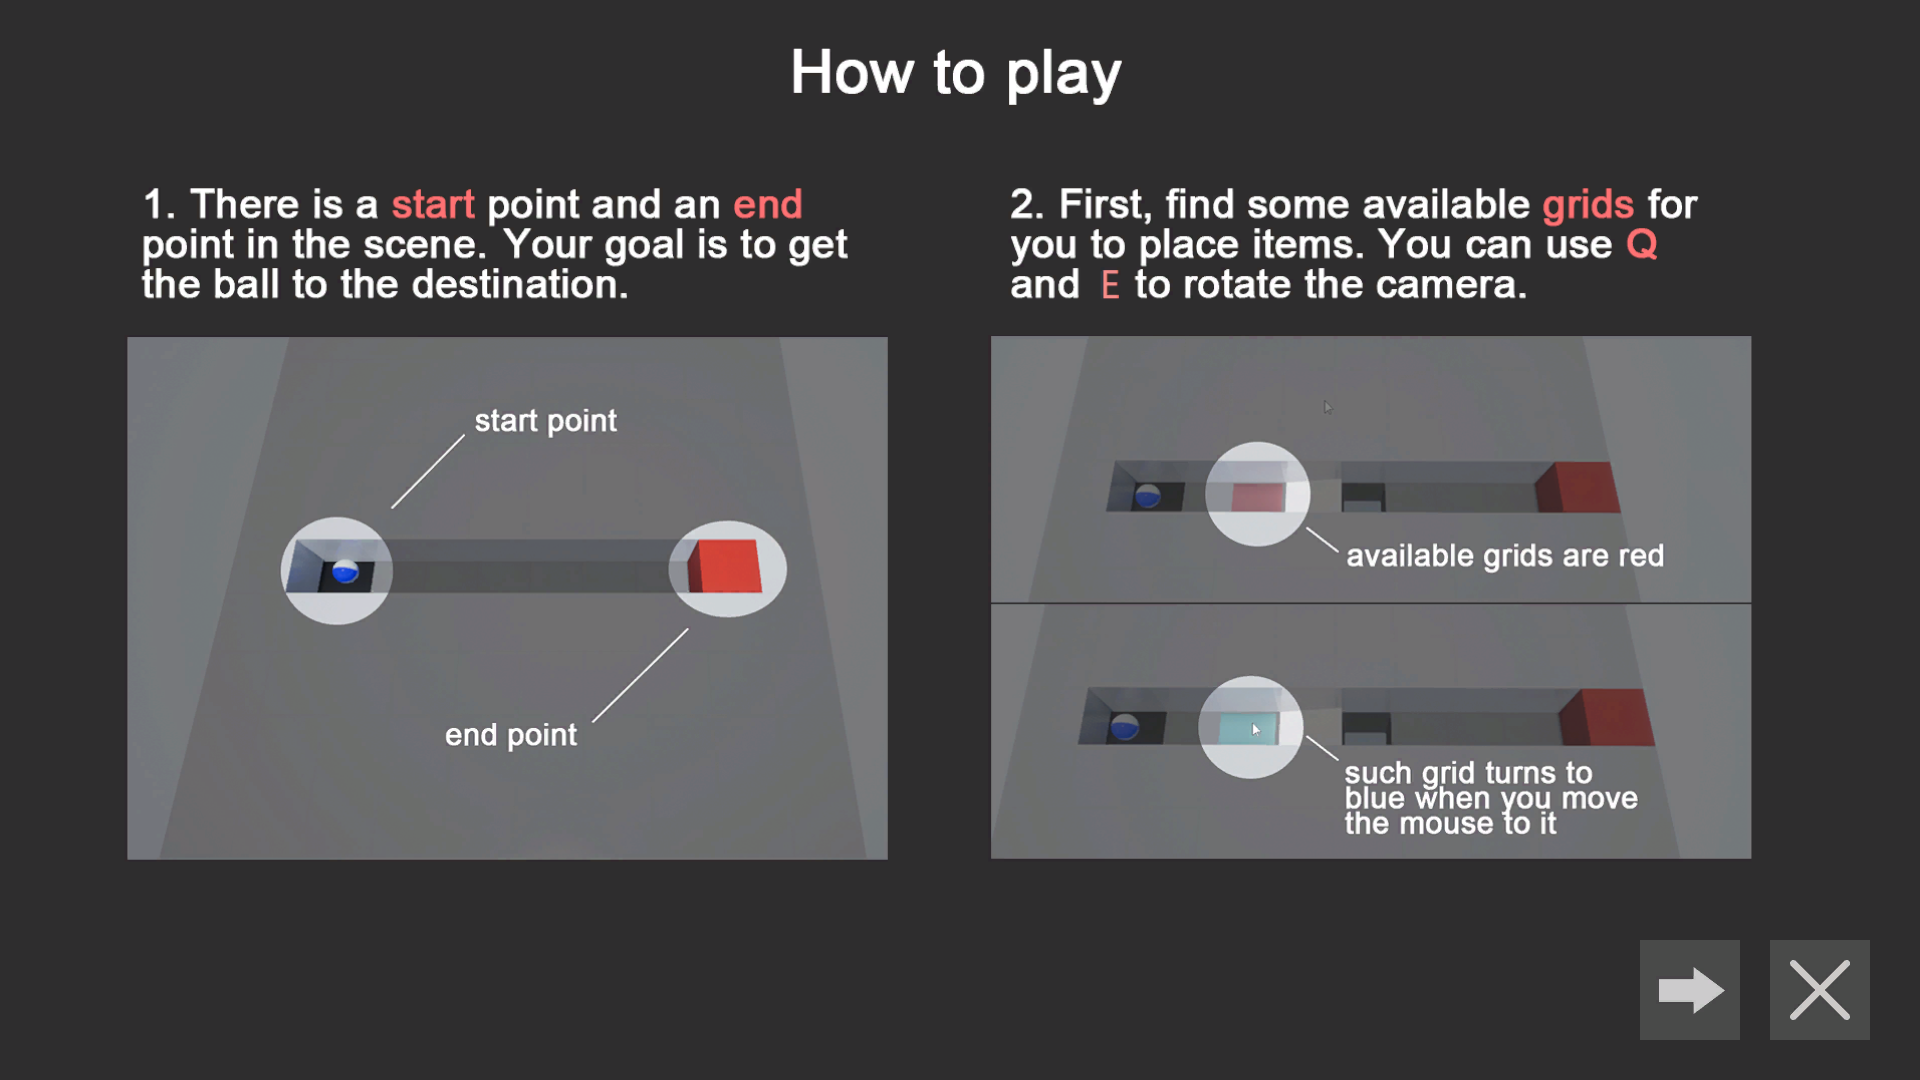 How to play
1. There is a start point and an end
point in the scene. Your goal is to get
the ball to the destination.
start point
end point
2. First, find some available grids for
you to place items. You can use Q
and E to rotate the camera.
available grids are red
such grid turns to
blue when you move
the mouse to it